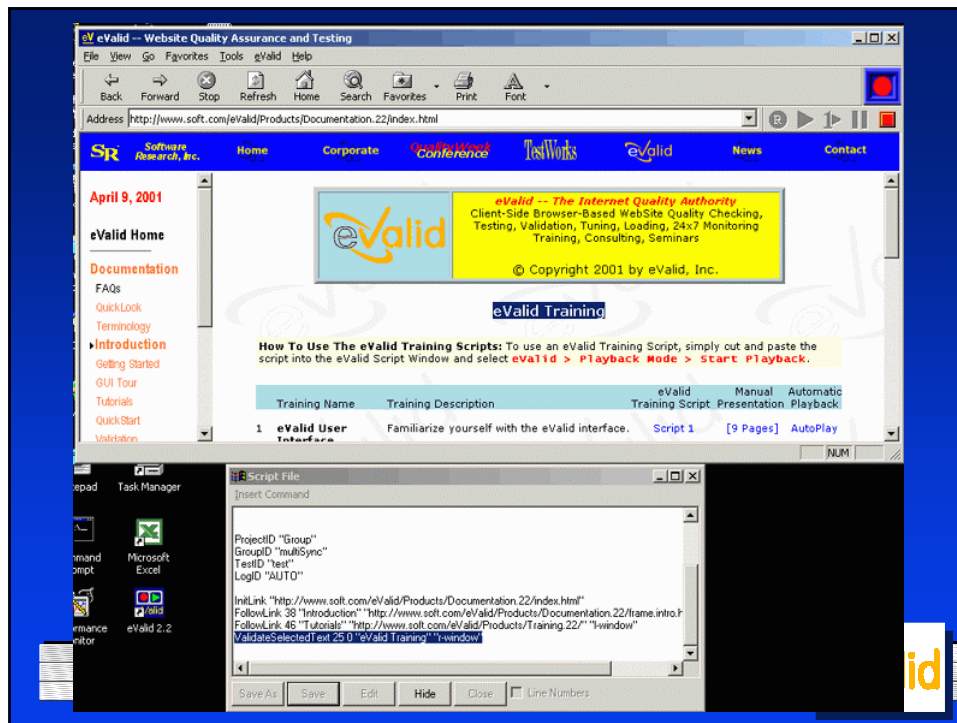 eValid -- Website Quality Assurance and Testing
File View Go Favorites Tools eValid Help
Back Forward Stop Refresh Home Search Favorites Print Font
Address http://www.soft.com/eValid/Products/Documentation.22/index.html
SR Software Research, Inc. Home Corporate QualityWeek Conference TestWorks eValid News Contact
April 9, 2001
eValid Home
Documentation
FAQs
QuickLook
Terminology
Introduction
Getting Started
GUI Tour
Tutorials
QuickStart
Validation
eValid
eValid -- The Internet Quality Authority
Client-Side Browser-Based WebSite Quality Checking,
Testing, Validation, Tuning, Loading, 24x7 Monitoring
Training, Consulting, Seminars
© Copyright 2001 by eValid, Inc.
eValid Training
How To Use The eValid Training Scripts: To use an eValid Training Script, simply cut and paste the
script into the eValid Script Window and select eValid > Playback Mode > Start Playback.
Training Name Training Description eValid Training Script Manual Presentation Automatic Playback
1 eValid User Interface Familiarize yourself with the eValid interface. Script 1 [9 Pages] AutoPlay
NUM
epad Task Manager
mmand
ompt
Microsoft
Excel
rmance
onitor
eValid 2.2
Script File
Insert Command
ProjectID "Group"
GroupID "multiSync"
TestID "test"
LogID "AUTO"
InitLink "http://www.soft.com/eValid/Products/Documentation.22/index.html"
FollowLink 38 "Introduction" "http://www.soft.com/eValid/Products/Documentation.22/frame.intro.h
FollowLink 46 "Tutorials" "http://www.soft.com/eValid/Products/Training.22/" "l-window"
ValidateSelectedText 25 0 "eValid Training" "r-window"
Save As Save Edit Hide Close Line Numbers
id